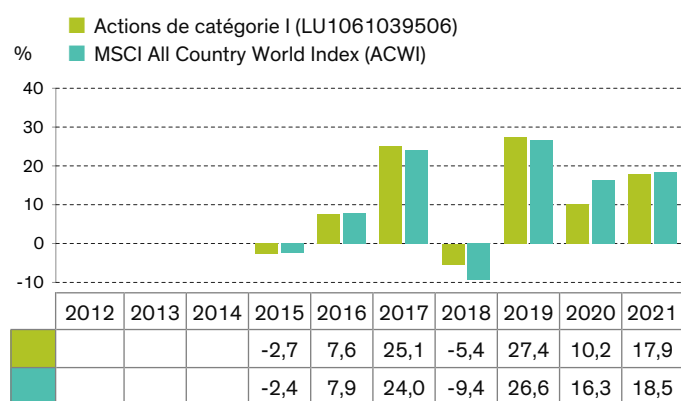 Actions de catégorie I (LU1061039506)
% MSCI All Country World Index (ACWI)
40
30
20
10
0
-10
2012 2013 2014 2015 2016 2017 2018 2019 2020 2021
-2,7 7,6 25,1 -5,4 27,4 10,2 17,9
-2,4 7,9 24,0 -9,4 26,6 16,3 18,5